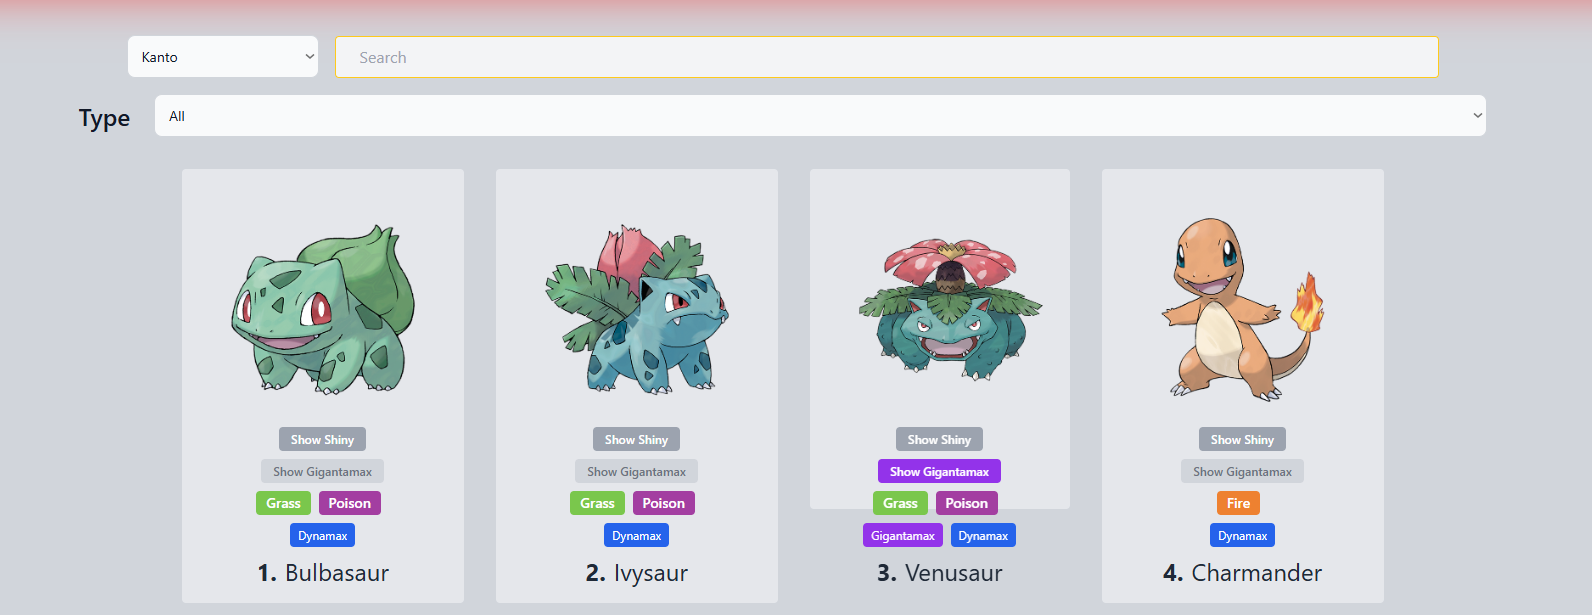 Kanto
Search
Type
All
Show Shiny
Show Gigantamax
Grass Poison
Dynamax
1. Bulbasaur
Show Shiny
Show Gigantamax
Grass Poison
Dynamax
2. Ivysaur
Show Shiny
Show Gigantamax
Grass Poison
Gigantamax Dynamax
3. Venusaur
Show Shiny
Show Gigantamax
Fire
Dynamax
4. Charmander